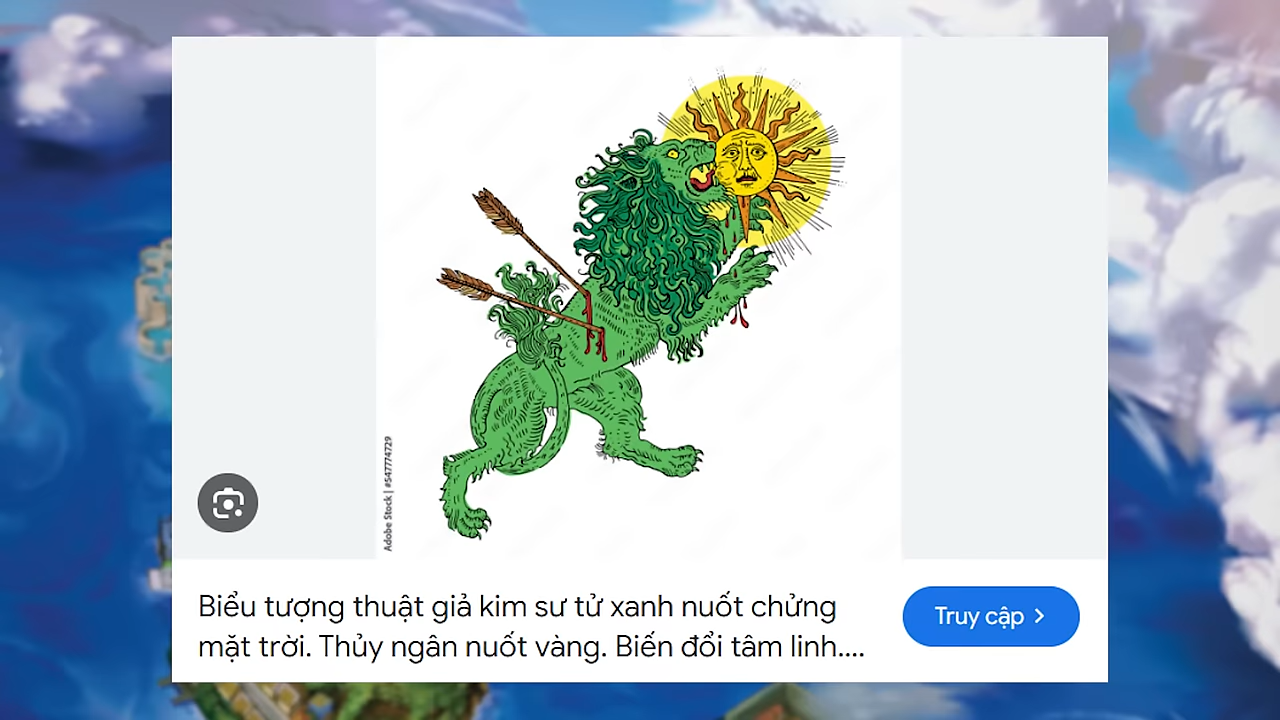 Adobe Stock | #547774729
Biểu tượng thuật giả kim sư tử xanh nuốt chửng
mặt trời. Thủy ngân nuốt vàng. Biến đổi tâm linh....
Truy cập